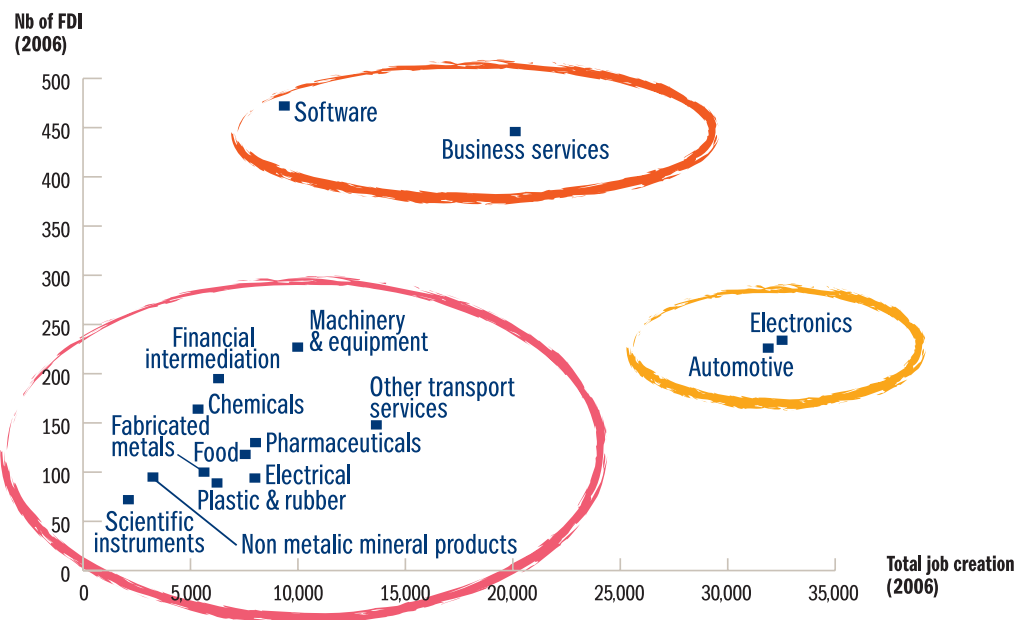 Nb of FDI
(2006)
500
450
400
350
300
250
200
150
100
50
0
Software
Business services
Machinery
& equipment
Financial
intermediation
Electronics
Automotive
Other transport
services
Chemicals
Fabricated
metals
Food
Pharmaceuticals
Electrical
Plastic & rubber
Scientific
instruments
Non metalic mineral products
0
5,000
10,000
15,000
20,000
25,000
30,000
35,000
Total job creation
(2006)